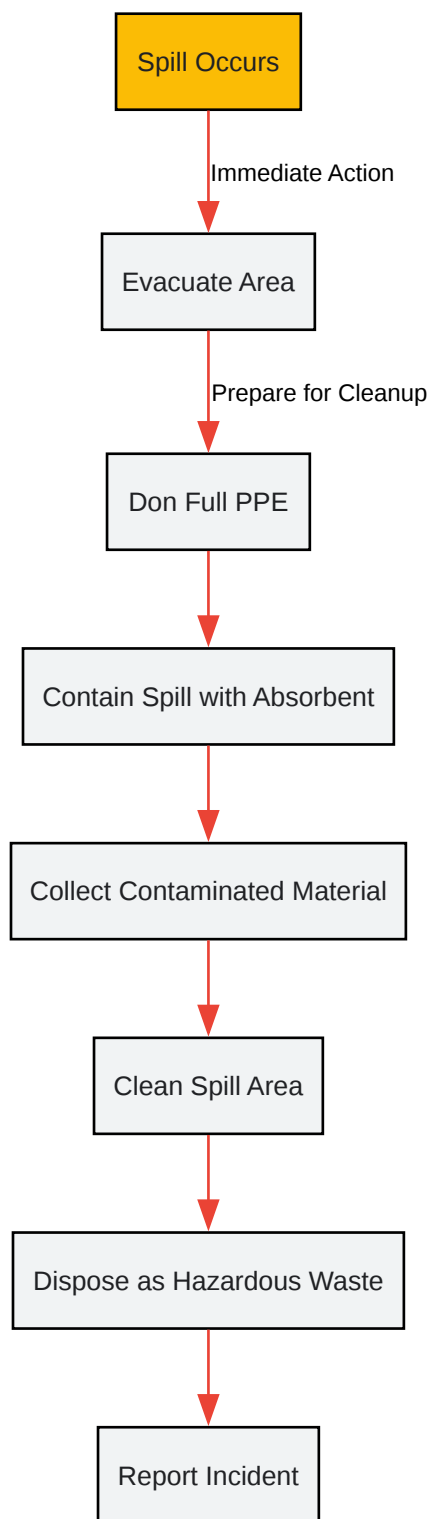 Spill Occurs
Immediate Action
Evacuate Area
Prepare for Cleanup
Don Full PPE
Contain Spill with Absorbent
Collect Contaminated Material
Clean Spill Area
Dispose as Hazardous Waste
Report Incident